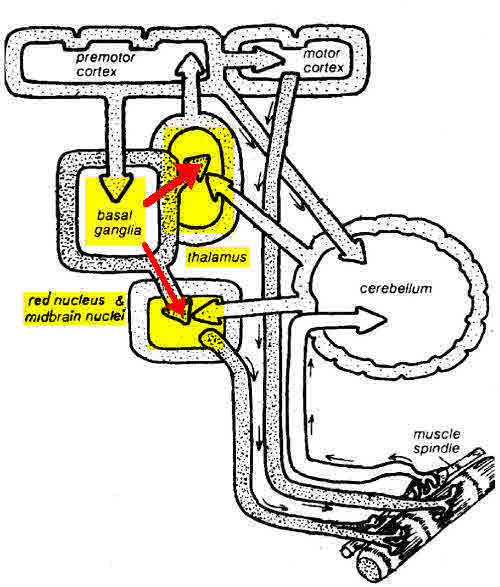 premotor
cortex
motor
cortex
basal
ganglia
thalamus
red nucleus &
midbrain nuclei
cerebellum
muscle
spindle